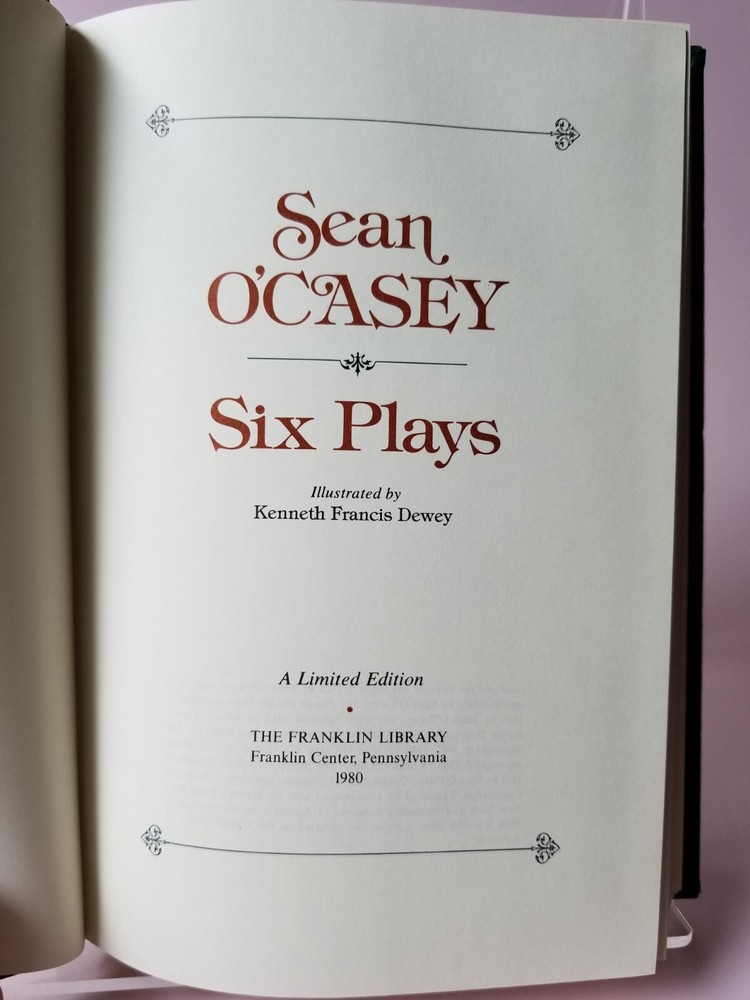 Sean
O'CASEY
Six Plays
Illustrated by
Kenneth Francis Dewey
A Limited Edition
THE FRANKLIN LIBRARY
Franklin Center, Pennsylvania
1980